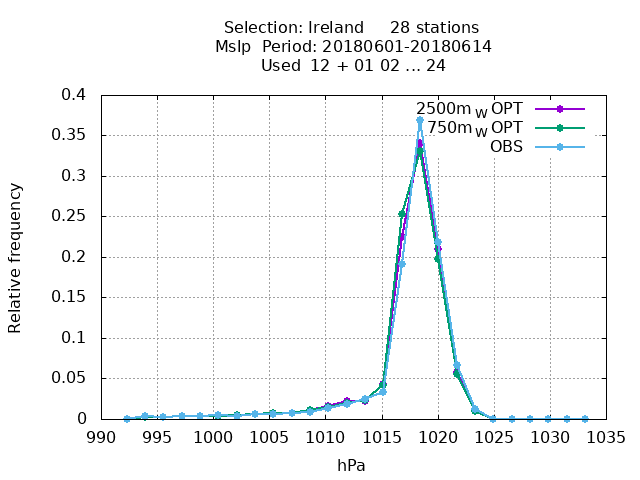 Selection: Ireland 28 stations
Mslp Period: 20180601-20180614
Used 12 + 01 02 ... 24
0.4
0.35
0.3
0.25
0.2
0.15
0.1
0.05
0
Relative frequency
2500m W OPT
750m W OPT
OBS
990 995 1000 1005 1010 1015 1020 1025 1030 1035
hPa